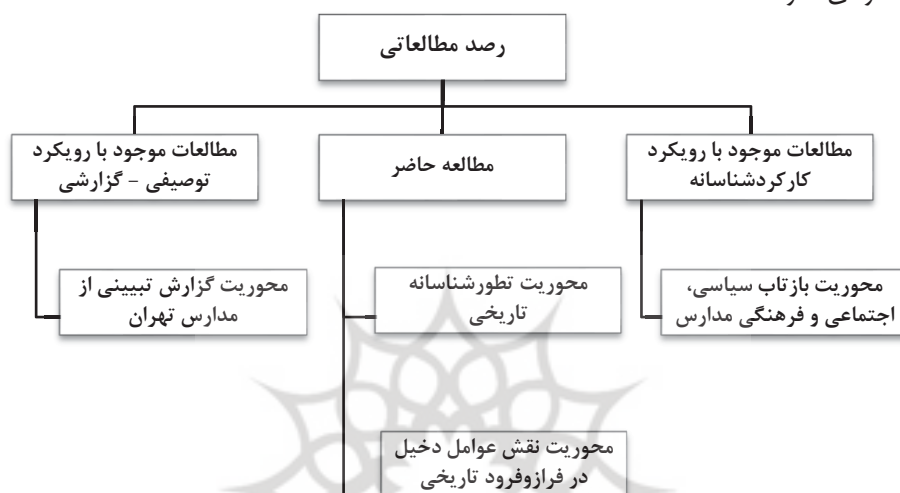 رصد مطالعاتی
مطالعات موجود با رویکرد
کارکردشناسانه
مطالعه حاضر
مطالعات موجود با رویکرد
توصیفی - گزارشی
محوریت بازتاب سیاسی،
اجتماعی و فرهنگی مدارس
محوریت تطورشناسانه
تاریخی
محوریت گزارش تبیینی از
مدارس تهران
محوریت نقش عوامل دخیل
در فرازوفرود تاریخی